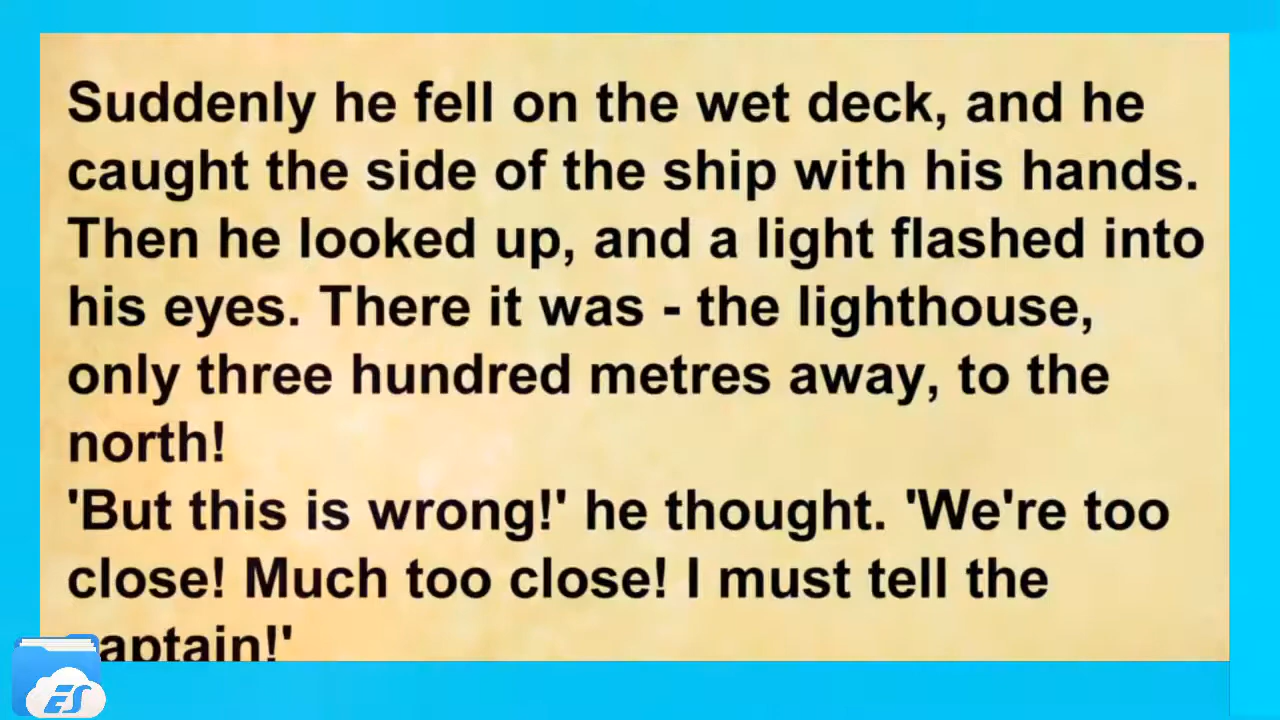 Suddenly he fell on the wet deck, and he
caught the side of the ship with his hands.
Then he looked up, and a light flashed into
his eyes. There it was - the lighthouse,
only three hundred metres away, to the
north!
'But this is wrong!' he thought. 'We're too
close! Much too close! I must tell the
captain!'
ES